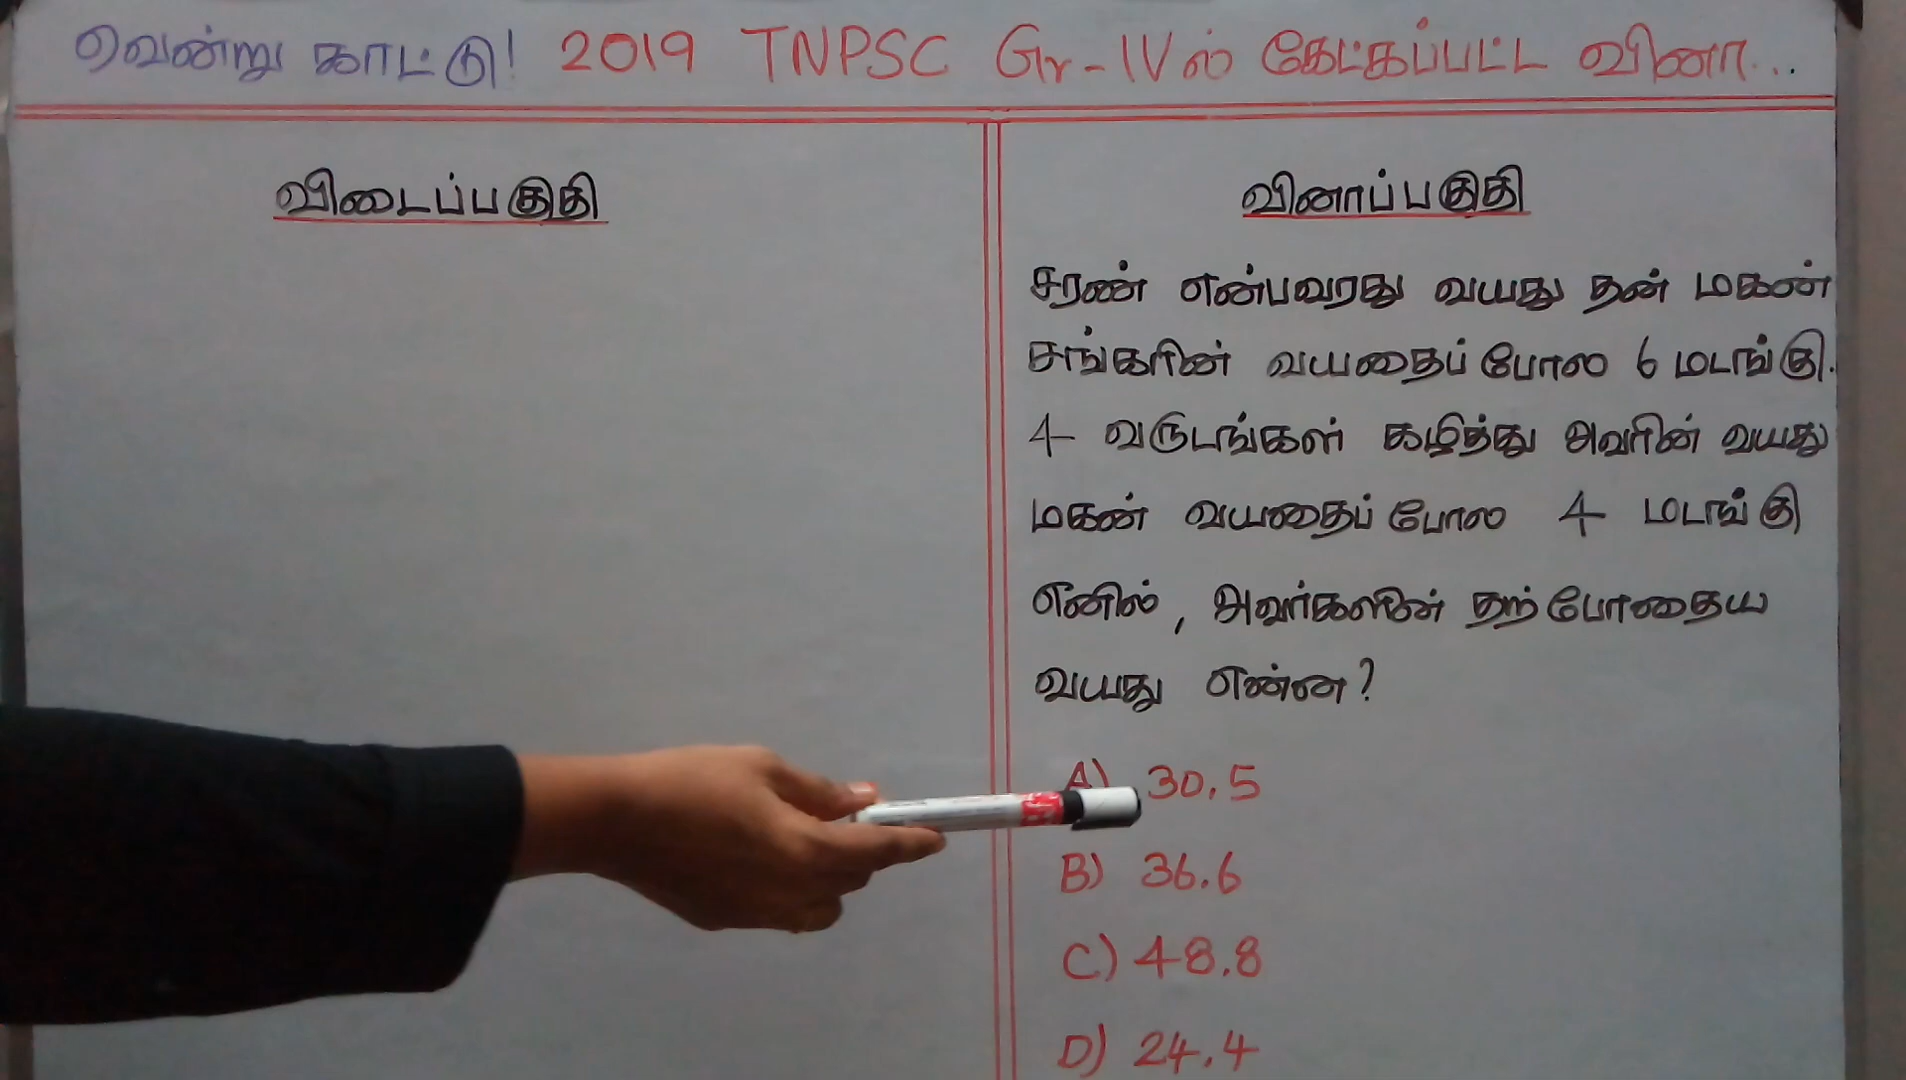 வென்று காட்டு! 2019 TNPSC Gr-IVல் கேட்கப்பட்ட வினா...
விடைப்பகுதி
வினாப்பகுதி
சரண் என்பவரது வயது தன் மகன்
சங்கரின் வயதைப் போல 6 மடங்கு.
4 வருடங்கள் கழித்து அவரின் வயது
மகன் வயதைப் போல 4 மடங்கு
எனில், அவர்களின் தற்போதைய
வயது என்ன?
A) 30,5
B) 36,6
C) 48,8
D) 24,4